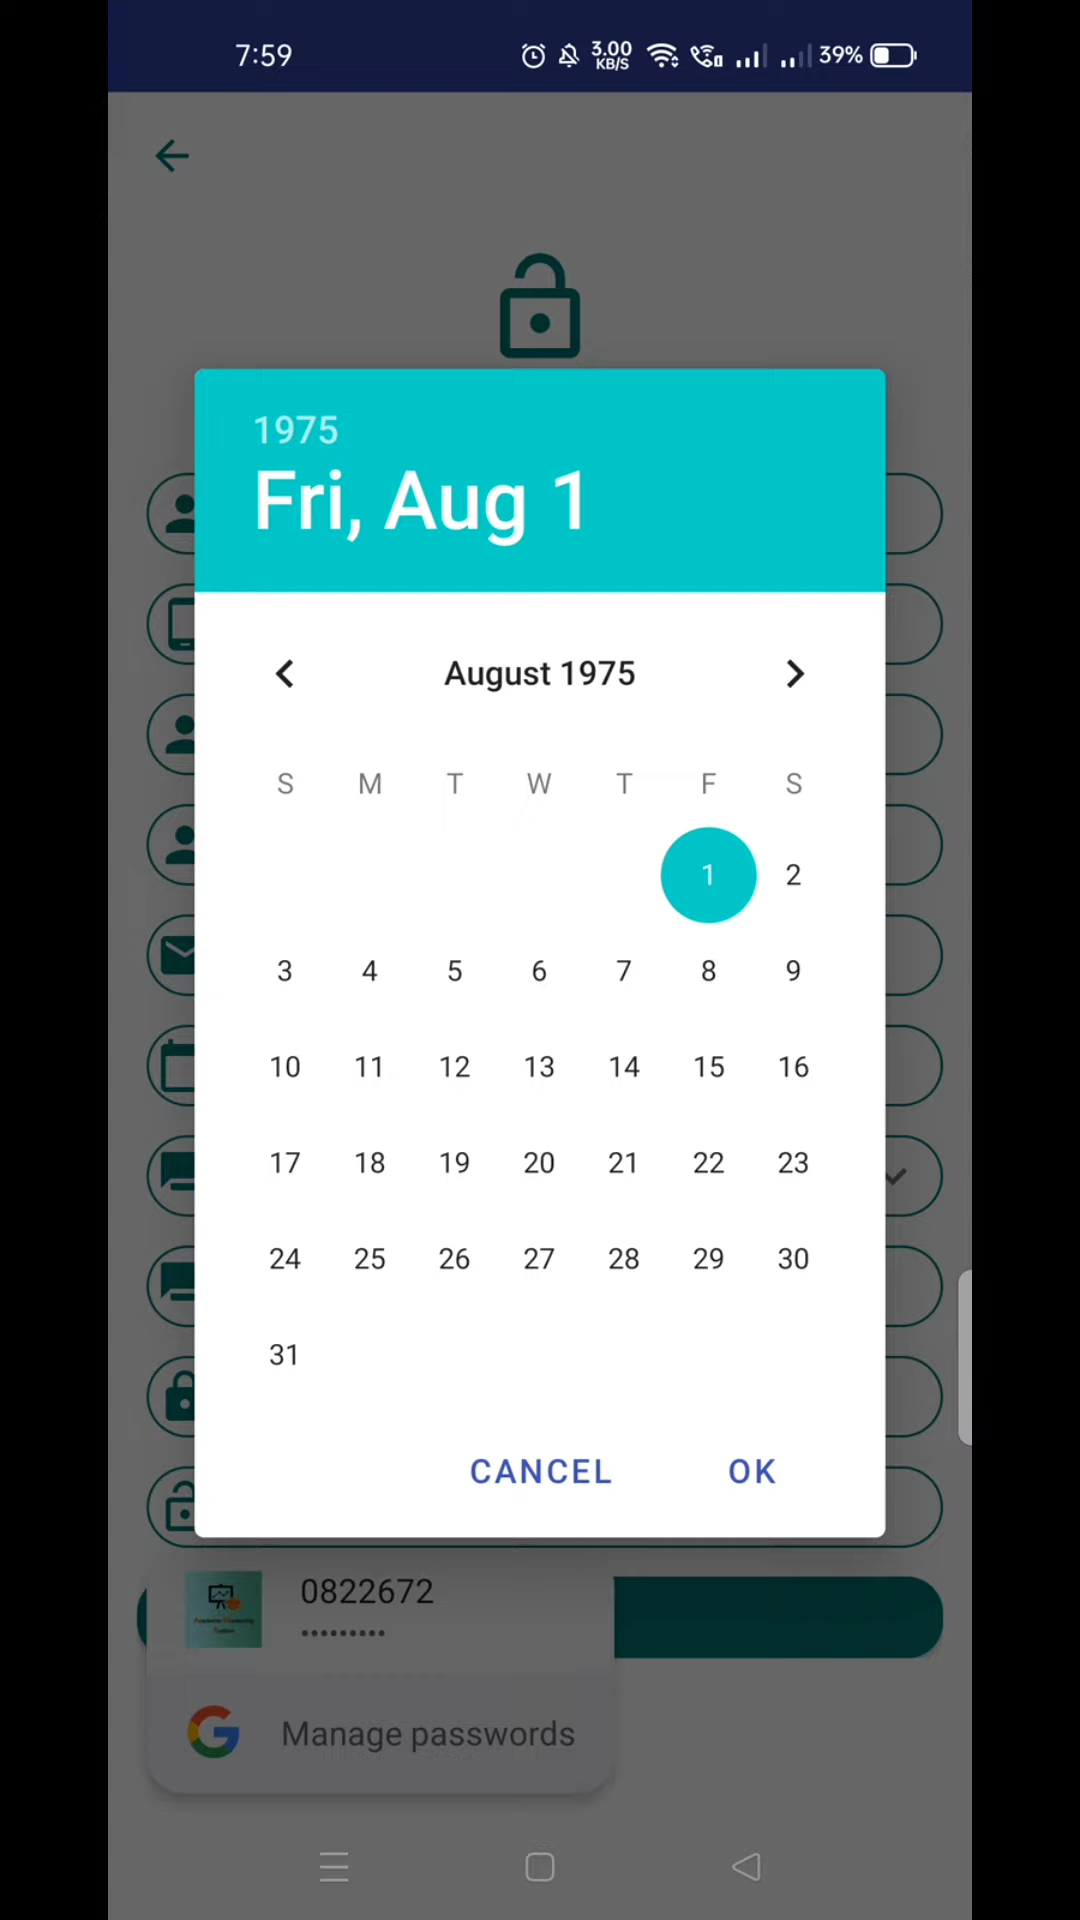 7:59 3.00 KB/S 39%
1975
Fri, Aug 1
August 1975
S M T W T F S
1 2
3 4 5 6 7 8 9
10 11 12 13 14 15 16
17 18 19 20 21 22 23
24 25 26 27 28 29 30
31
CANCEL OK
0822672
•••••••••
Manage passwords